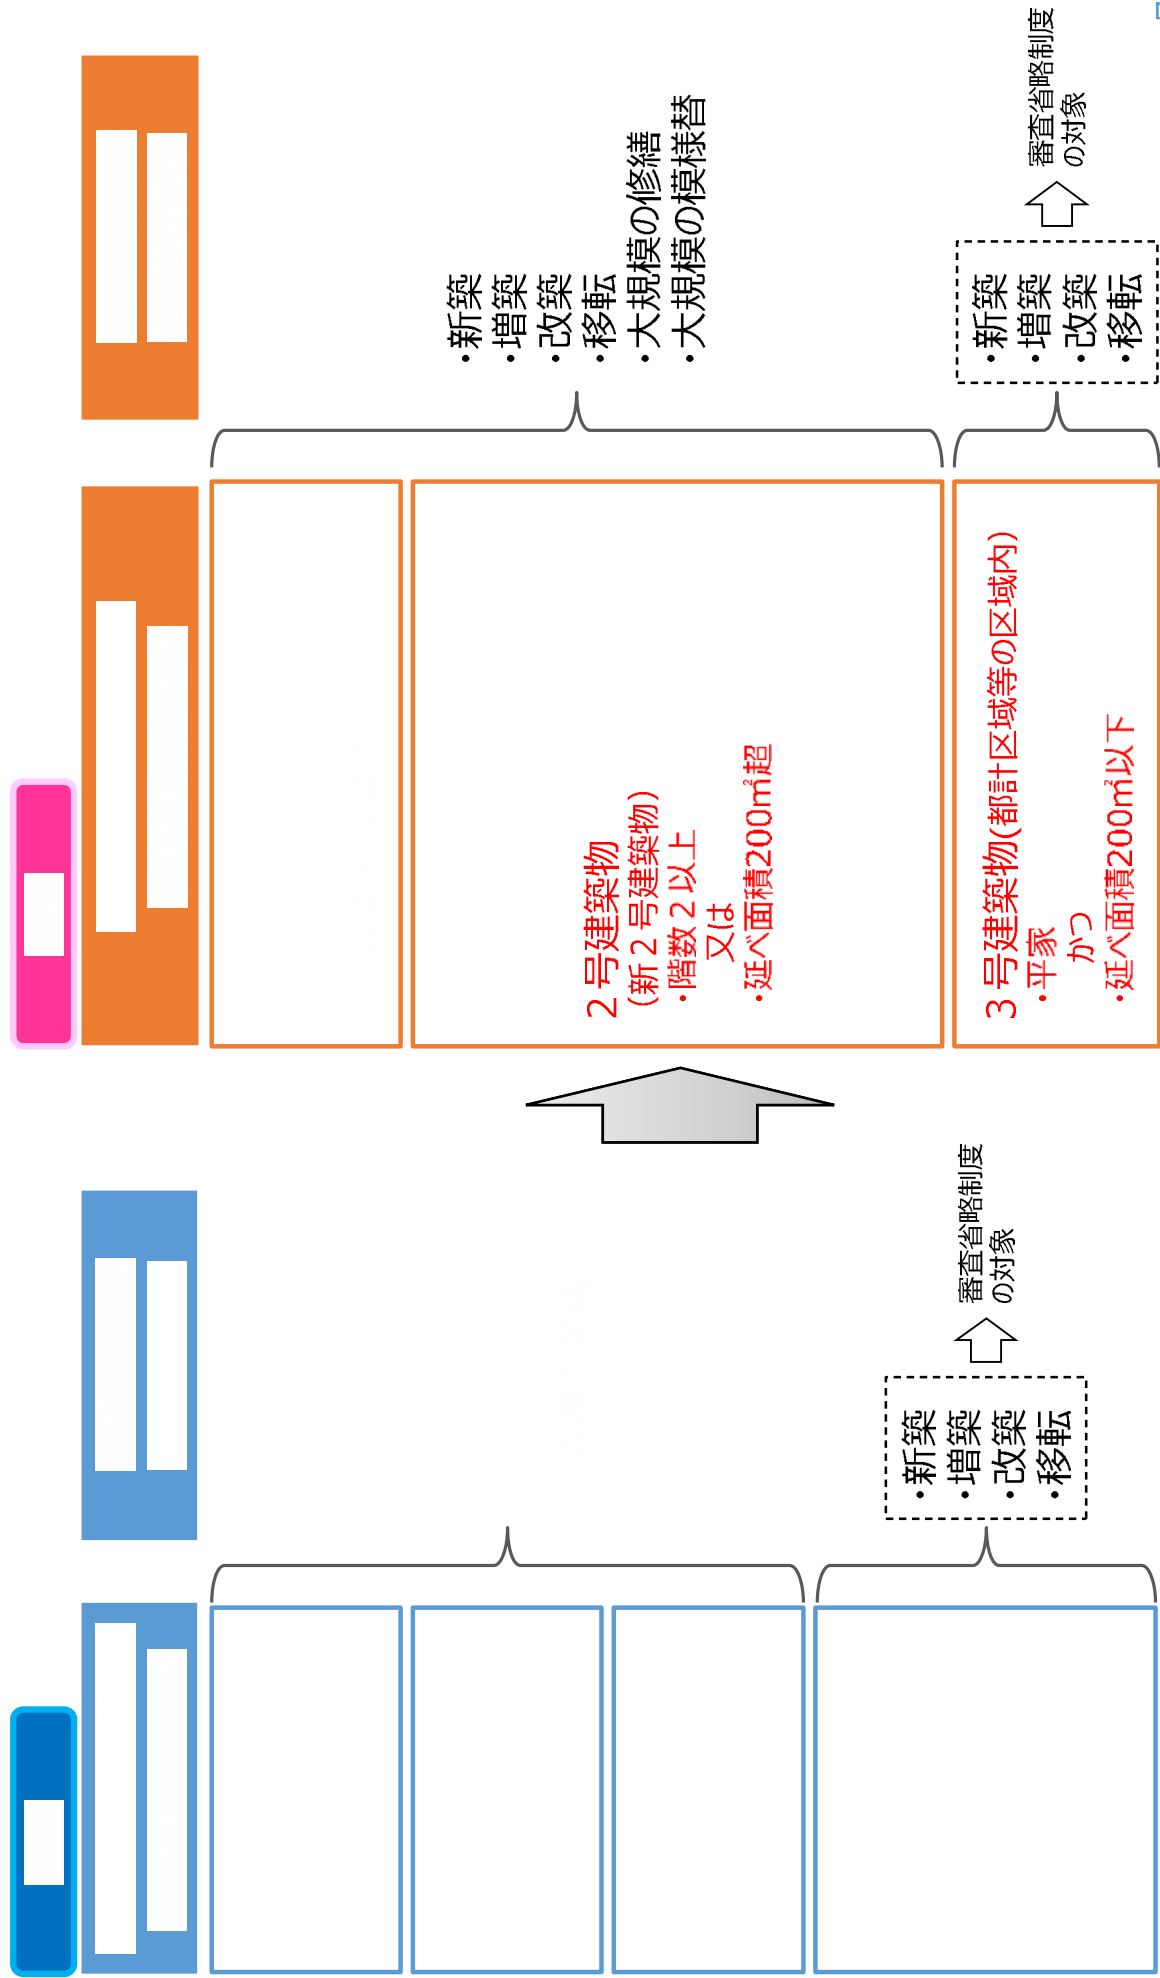 ・新築
・増築
・改築
・移転
審査省略制度
の対象
２号建築物
(新２号建築物)
・階数２以上
又は
・延べ面積200㎡超
・新築
・増築
・改築
・移転
・大規模の修繕
・大規模の模様替
３号建築物(都計区域等の区域内)
・平家
かつ
・延べ面積200㎡以下
・新築
・増築
・改築
・移転
審査省略制度
の対象